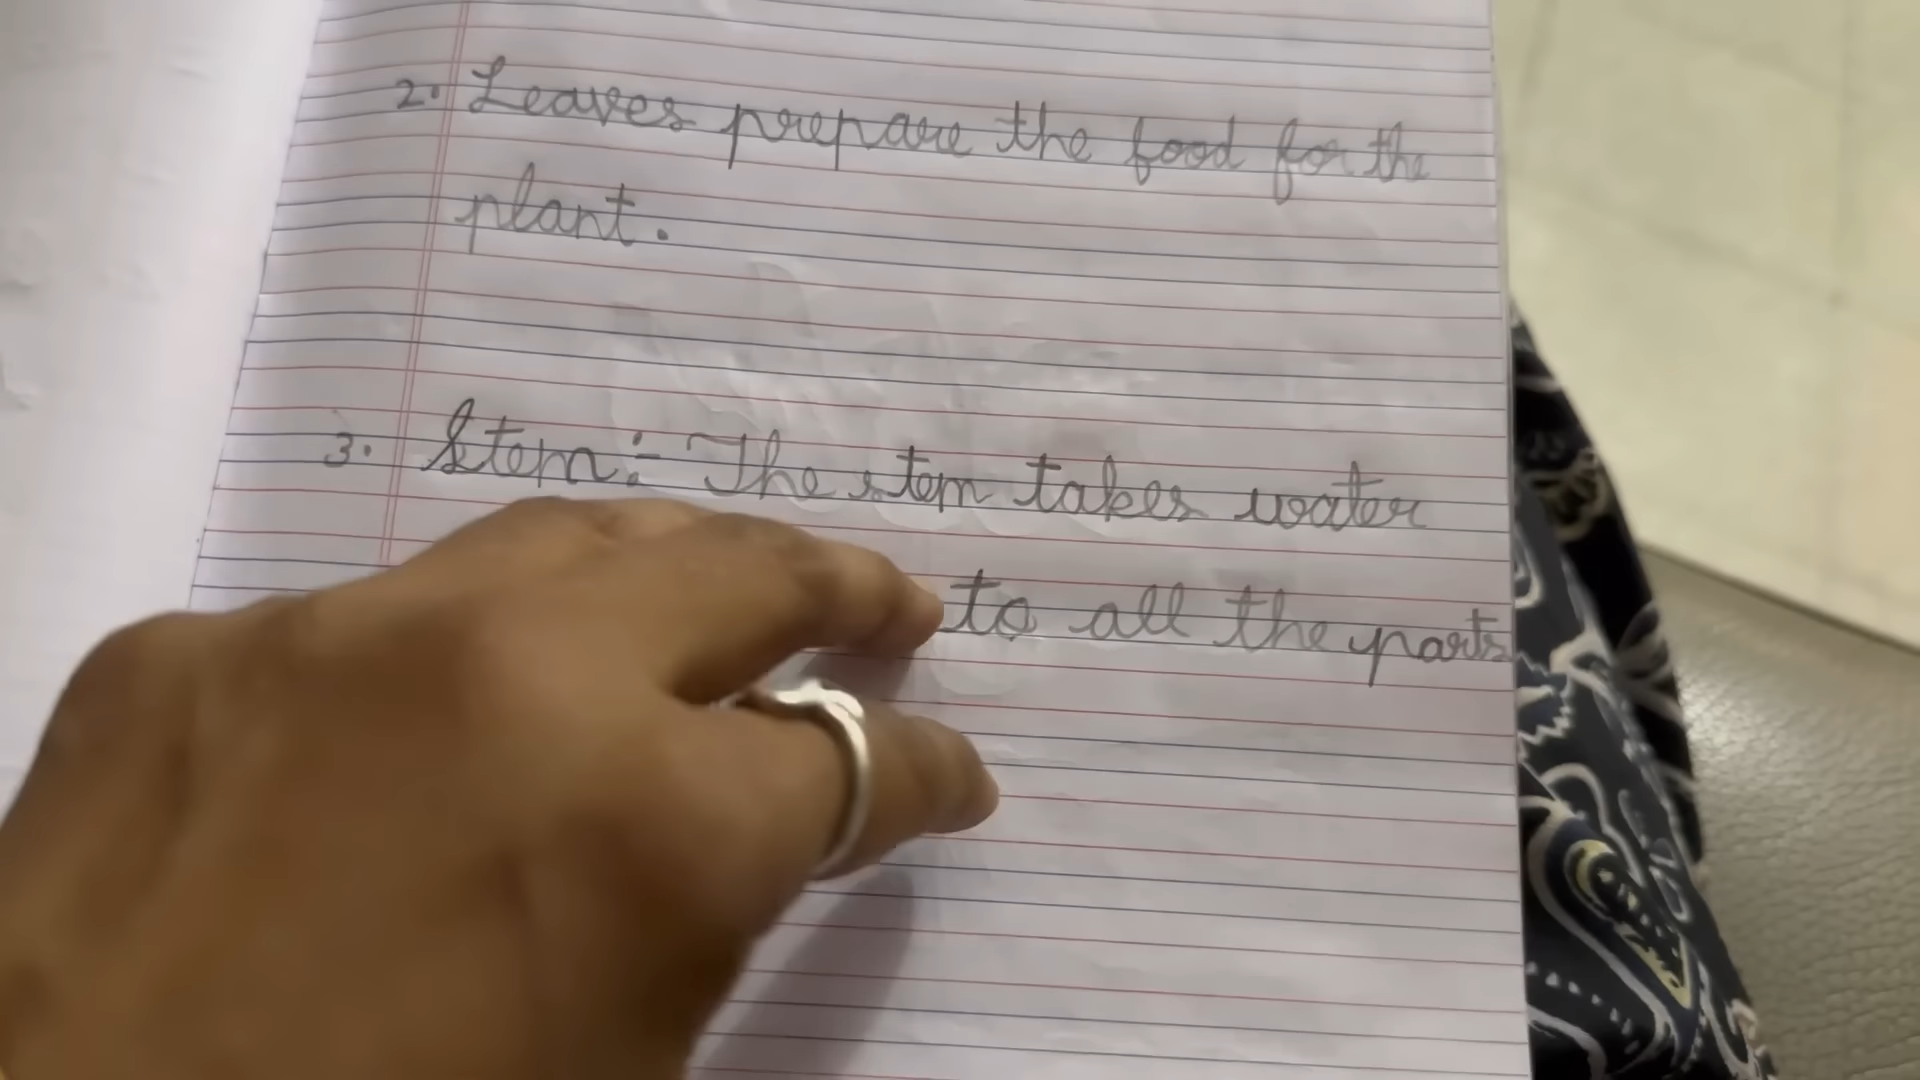 2. Leaves prepare the food for the
plant.
3. Stem:- The stem takes water
to all the parts